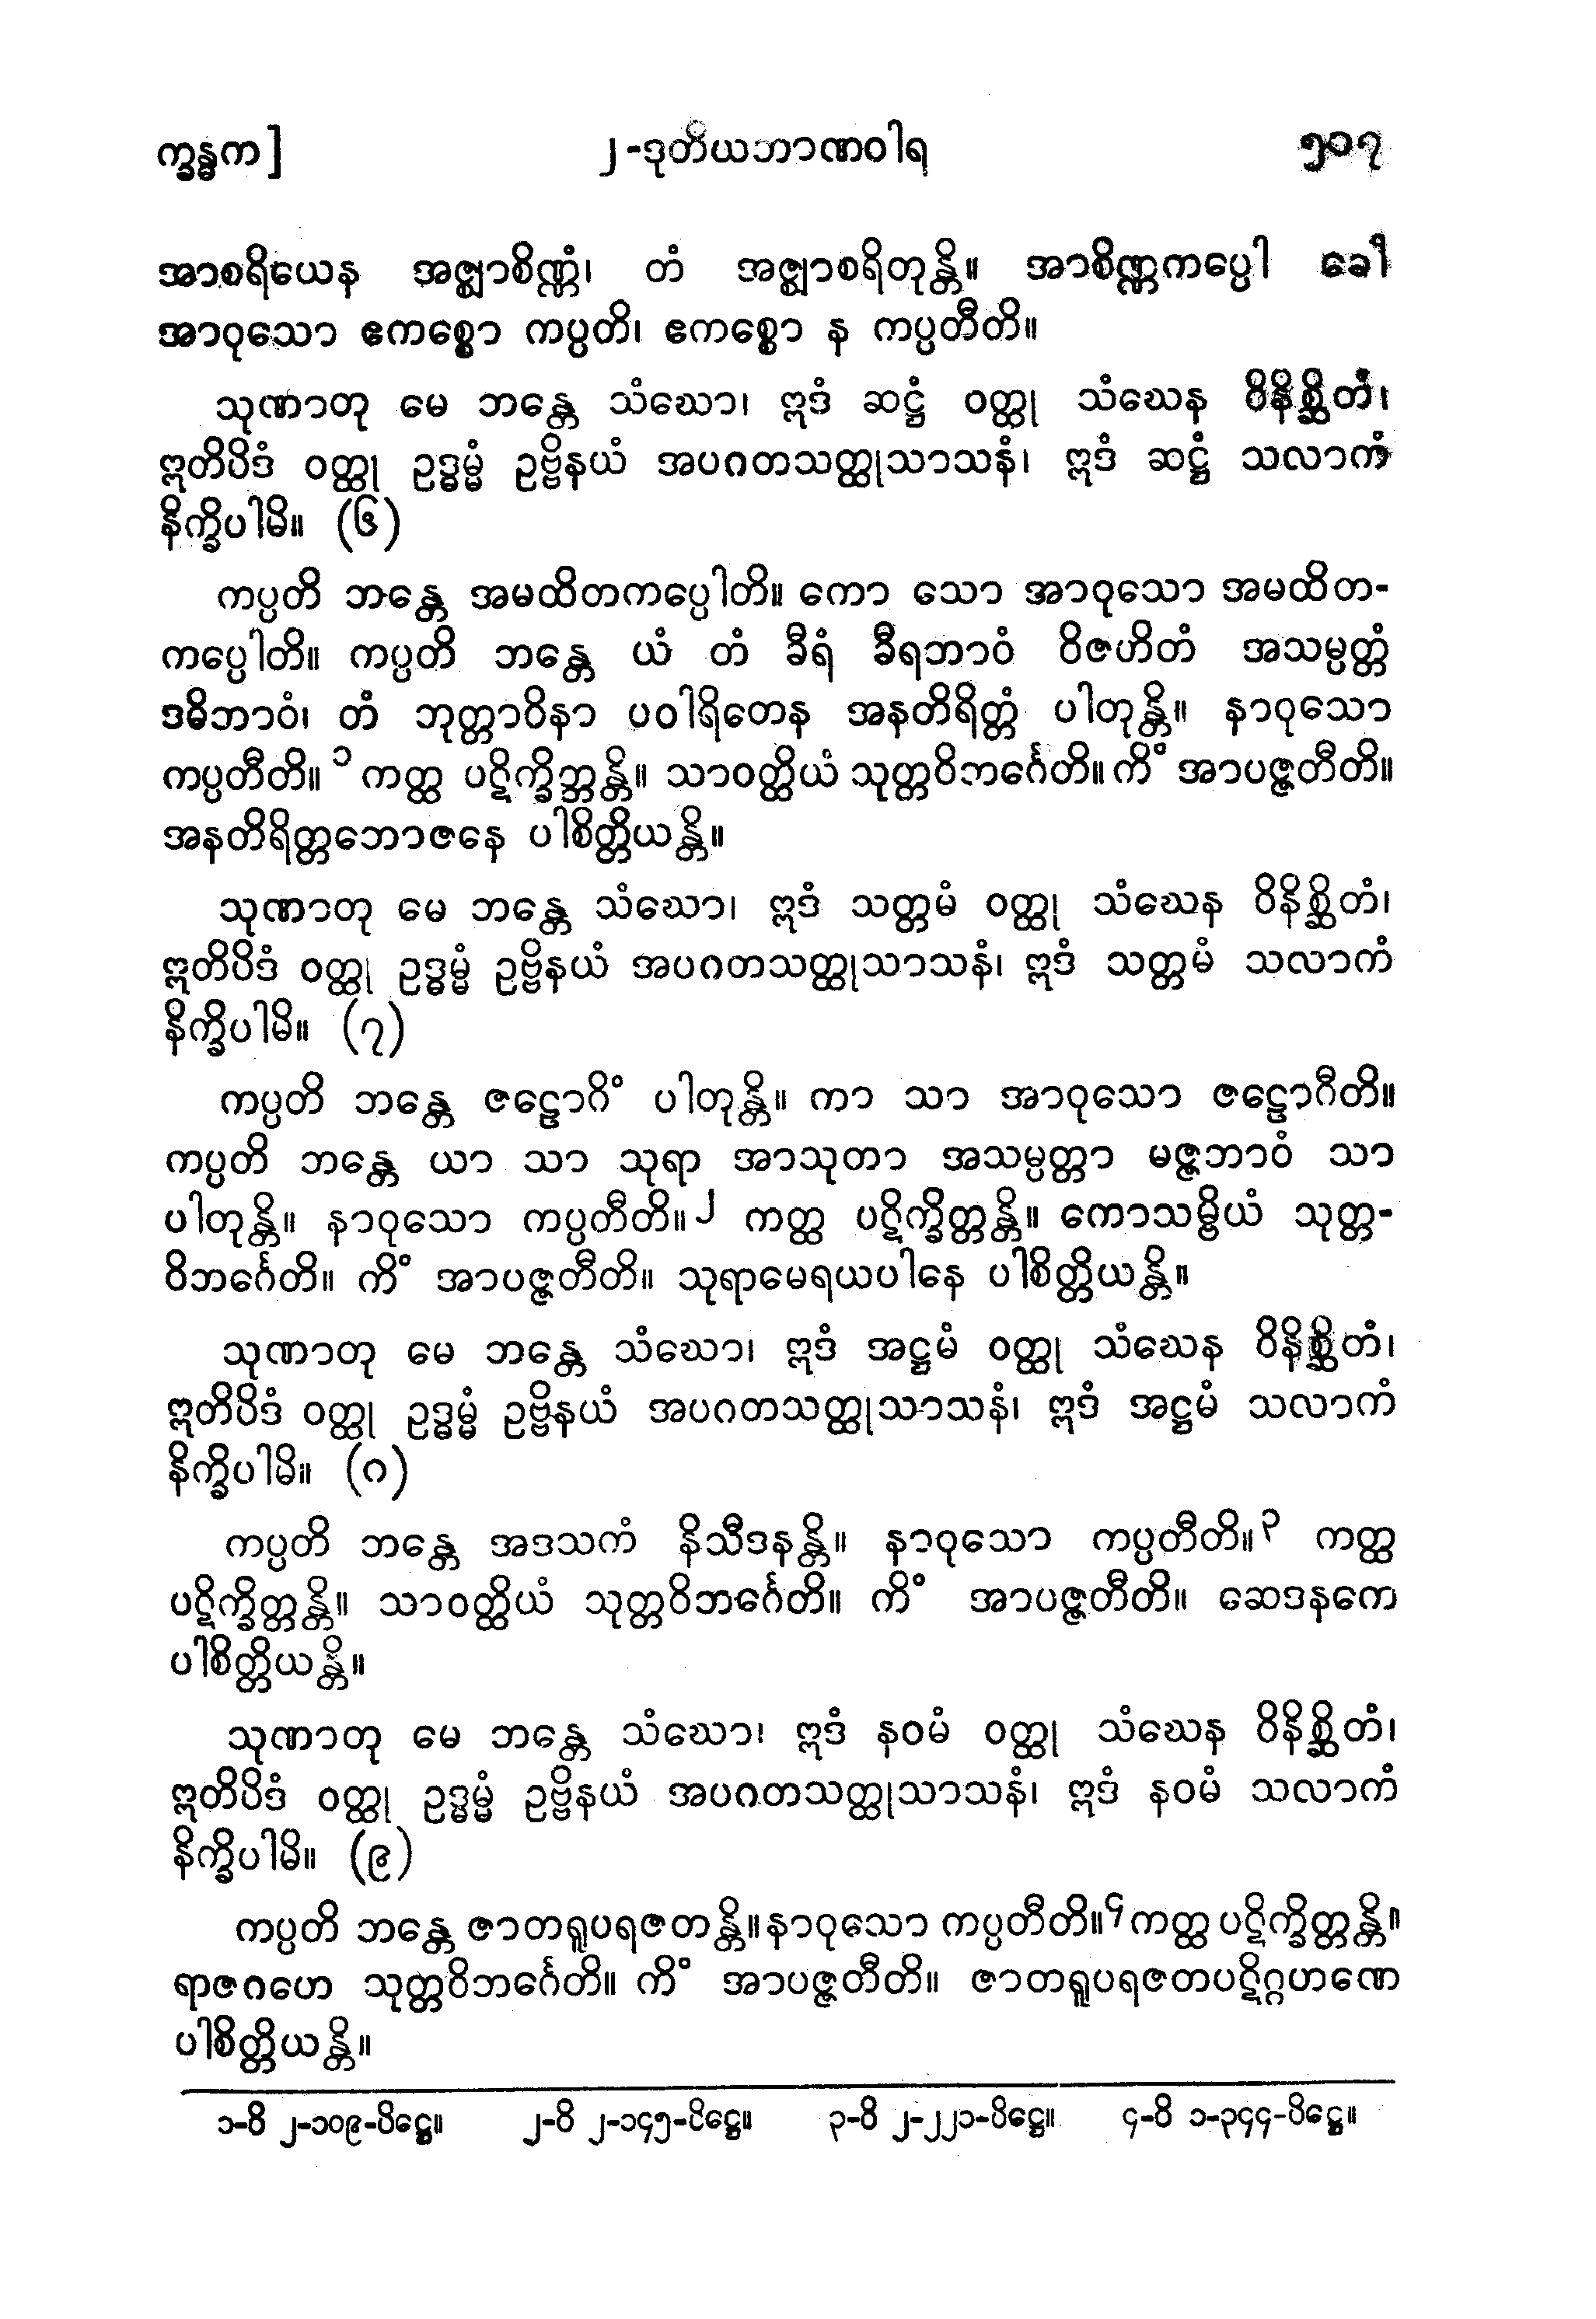 က္ခန္ဓက]
၂-ဒုတိယဘာဏဝါရ
၅၀၇
အာစရိယေန အဇ္ဈာစိဏ္ဏံ၊ တံ အဇ္ဈာစရိတုန္တိ။ အာစိဏ္ဏကပ္ပေါ ခေါ
အာဝုသော ဧကစ္စော ကပ္ပတိ၊ ဧကစ္စော န ကပ္ပတီတိ။
သုဏာတု မေ ဘန္တေ သံဃော၊ ဣဒံ ဆဋ္ဌံ ဝတ္ထု သံဃေန ဝိနိစ္ဆိတံ၊
ဣတိပိဒံ ဝတ္ထု ဥဒ္ဓမ္မံ ဥဗ္ဗိနယံ အပဂတသတ္ထုသာသနံ၊ ဣဒံ ဆဋ္ဌံ သလာကံ
နိက္ခိပါမိ။ (၆)
ကပ္ပတိ ဘန္တေ အမထိတကပ္ပေါတိ။ ကော သော အာဝုသော အမထိတ-
ကပ္ပေါတိ။ ကပ္ပတိ ဘန္တေ ယံ တံ ခီရံ ခီရဘာဝံ ဝိဇဟိတံ အသမ္ပတ္တံ
ဒဓိဘာဝံ၊ တံ ဘုတ္တာဝိနာ ပဝါရိတေန အနတိရိတ္တံ ပါတုန္တိ။ နာဝုသော
ကပ္ပတီတိ။၁ ကတ္ထ ပဋိက္ခိတ္တန္တိ။ သာဝတ္ထိယံ သုတ္တဝိဘင်္ဂေတိ။ ကိံ အာပဇ္ဇတီတိ။
အနတိရိတ္တဘောဇနေ ပါစိတ္တိယန္တိ။
သုဏာတု မေ ဘန္တေ သံဃော၊ ဣဒံ သတ္တမံ ဝတ္ထု သံဃေန ဝိနိစ္ဆိတံ၊
ဣတိပိဒံ ဝတ္ထု ဥဒ္ဓမ္မံ ဥဗ္ဗိနယံ အပဂတသတ္ထုသာသနံ၊ ဣဒံ သတ္တမံ သလာကံ
နိက္ခိပါမိ။ (၇)
ကပ္ပတိ ဘန္တေ ဇဠောဂိံ ပါတုန္တိ။ ကာ သာ အာဝုသော ဇဠောဂီတိ။
ကပ္ပတိ ဘန္တေ ယာ သာ သုရာ အာသုတာ အသမ္ပတ္တာ မဇ္ဇဘာဝံ သာ
ပါတုန္တိ။ နာဝုသော ကပ္ပတီတိ။၂ ကတ္ထ ပဋိက္ခိတ္တန္တိ။ ကောသမ္ဗိယံ သုတ္တ-
ဝိဘင်္ဂေတိ။ ကိံ အာပဇ္ဇတီတိ။ သုရာမေရယပါနေ ပါစိတ္တိယန္တိ။
သုဏာတု မေ ဘန္တေ သံဃော၊ ဣဒံ အဋ္ဌမံ ဝတ္ထု သံဃေန ဝိနိစ္ဆိတံ၊
ဣတိပိဒံ ဝတ္ထု ဥဒ္ဓမ္မံ ဥဗ္ဗိနယံ အပဂတသတ္ထုသာသနံ၊ ဣဒံ အဋ္ဌမံ သလာကံ
နိက္ခိပါမိ။ (၈)
ကပ္ပတိ ဘန္တေ အဒသကံ နိသီဒနန္တိ။ နာဝုသော ကပ္ပတီတိ။၃ ကတ္ထ
ပဋိက္ခိတ္တန္တိ။ သာဝတ္ထိယံ သုတ္တဝိဘင်္ဂေတိ။ ကိံ အာပဇ္ဇတီတိ။ ဆေဒနကေ
ပါစိတ္တိယန္တိ။
သုဏာတု မေ ဘန္တေ သံဃော၊ ဣဒံ နဝမံ ဝတ္ထု သံဃေန ဝိနိစ္ဆိတံ၊
ဣတိပိဒံ ဝတ္ထု ဥဒ္ဓမ္မံ ဥဗ္ဗိနယံ အပဂတသတ္ထုသာသနံ၊ ဣဒံ နဝမံ သလာကံ
နိက္ခိပါမိ။ (၉)
ကပ္ပတိ ဘန္တေ ဇာတရူပရဇတန္တိ။ နာဝုသော ကပ္ပတီတိ။၄ ကတ္ထ ပဋိက္ခိတ္တန္တိ။
ရာဇဂဟေ သုတ္တဝိဘင်္ဂေတိ။ ကိံ အာပဇ္ဇတီတိ။ ဇာတရူပရဇတပဋိဂ္ဂဟဏေ
ပါစိတ္တိယန္တိ။
၁-ဝိ ၂-၁၀၉-ပိဋ္ဌေ။ ၂-ဝိ ၂-၁၄၅-ပိဋ္ဌေ။ ၃-ဝိ ၂-၂၂၁-ပိဋ္ဌေ။ ၄-ဝိ ၁-၃၄၄-ပိဋ္ဌေ။